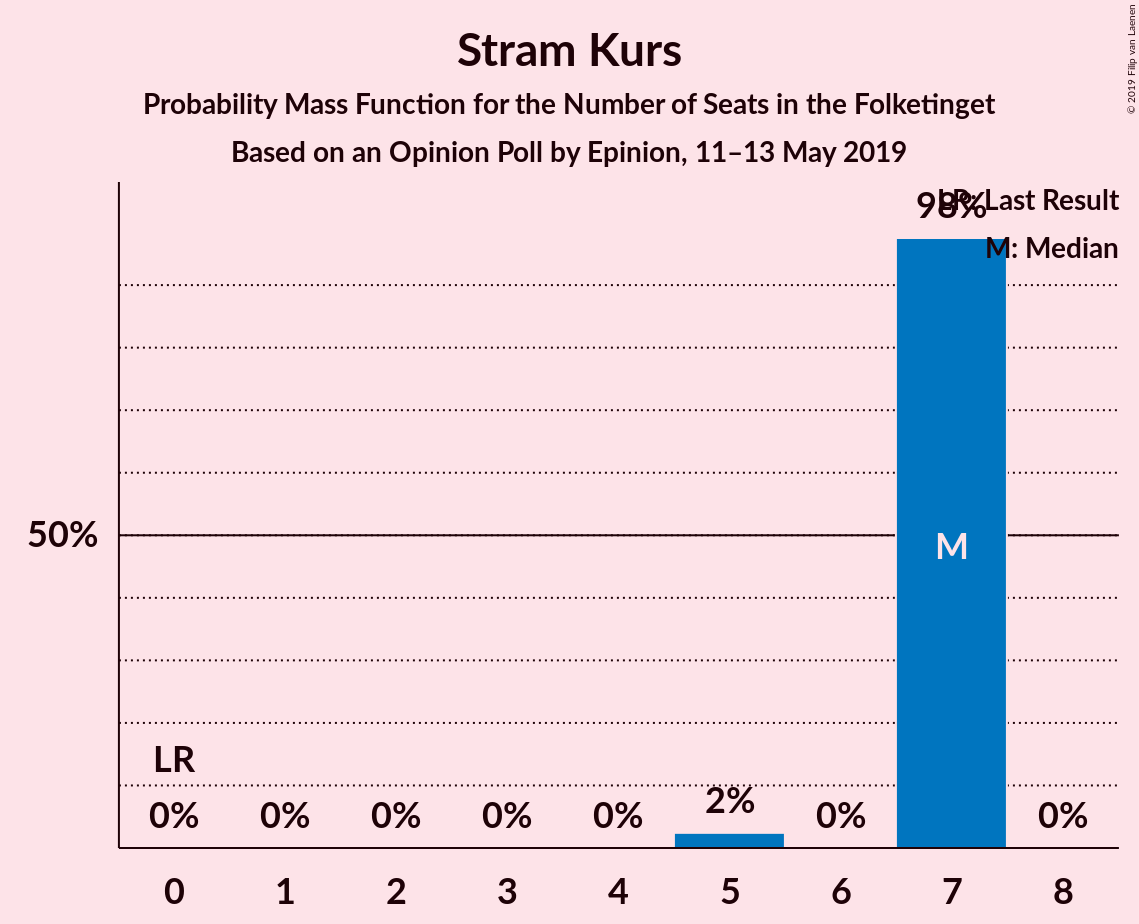 Stram Kurs
Probability Mass Function for the Number of Seats in the Folketinget
Based on an Opinion Poll by Epinion, 11–13 May 2019
© 2019 Filip van Laenen
98%
LR: Last Result
M: Median
50%
M
LR
0% 0% 0% 0% 0% 2% 0% 0%
0 1 2 3 4 5 6 7 8